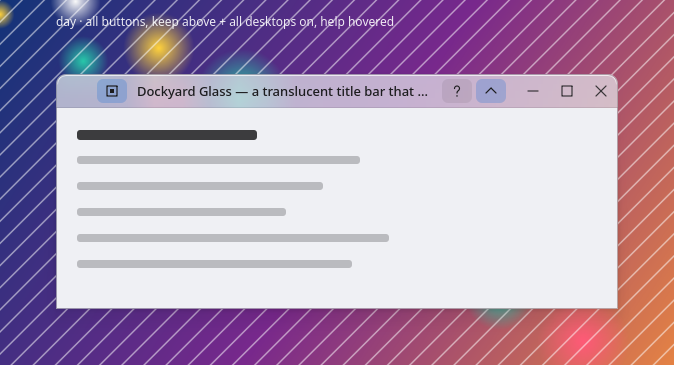 day · all buttons, keep above + all desktops on, help hovered
Dockyard Glass — a translucent title bar that ...
?